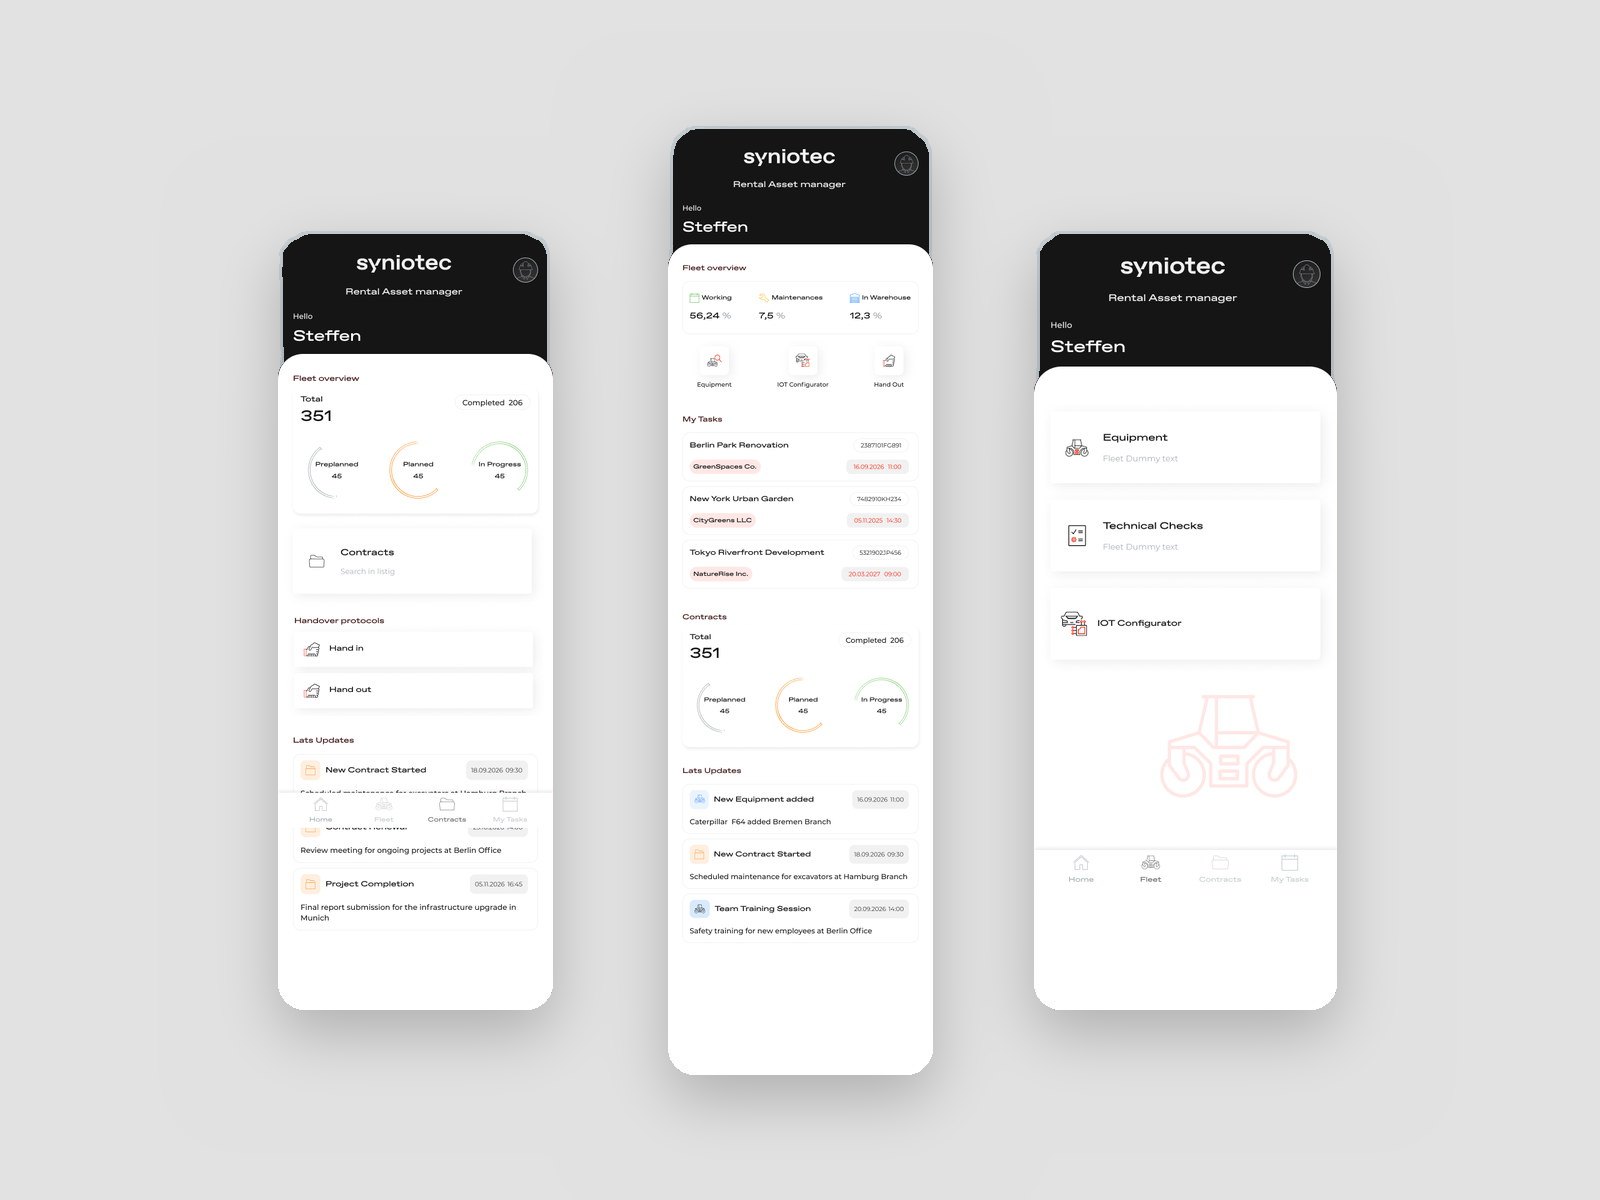 syniotec
Rental Asset manager
Hello
Steffen
Fleet overview
Total
351
Completed 206
Preplanned
45
Planned
45
In Progress
45
Contracts
Search in listig
Handover protocols
Hand in
Hand out
Lats Updates
New Contract Started
18.09.2026 09:30
Scheduled maintenance for excavators at Hamburg Branch
Home
Fleet
Contracts
My Tasks
Contract Renewal
Review meeting for ongoing projects at Berlin Office
Project Completion
05.11.2026 16:45
Final report submission for the infrastructure upgrade in
Munich
syniotec
Rental Asset manager
Hello
Steffen
Fleet overview
Working
56,24 %
Maintenances
7,5 %
In Warehouse
12,3 %
Equipment
IOT Configurator
Hand Out
My Tasks
Berlin Park Renovation
2387101FG891
GreenSpaces Co.
16.09.2026 11:00
New York Urban Garden
7482910KH234
CityGreens LLC
05.11.2025 14:30
Tokyo Riverfront Development
5321902JP456
NatureRise Inc.
20.03.2027 09:00
Contracts
Total
351
Completed 206
Preplanned
45
Planned
45
In Progress
45
Lats Updates
New Equipment added
16.09.2026 11:00
Caterpillar F64 added Bremen Branch
New Contract Started
18.09.2026 09:30
Scheduled maintenance for excavators at Hamburg Branch
Team Training Session
20.09.2026 14:00
Safety training for new employees at Berlin Office
syniotec
Rental Asset manager
Hello
Steffen
Equipment
Fleet Dummy text
Technical Checks
Fleet Dummy text
IOT Configurator
Home
Fleet
Contracts
My Tasks